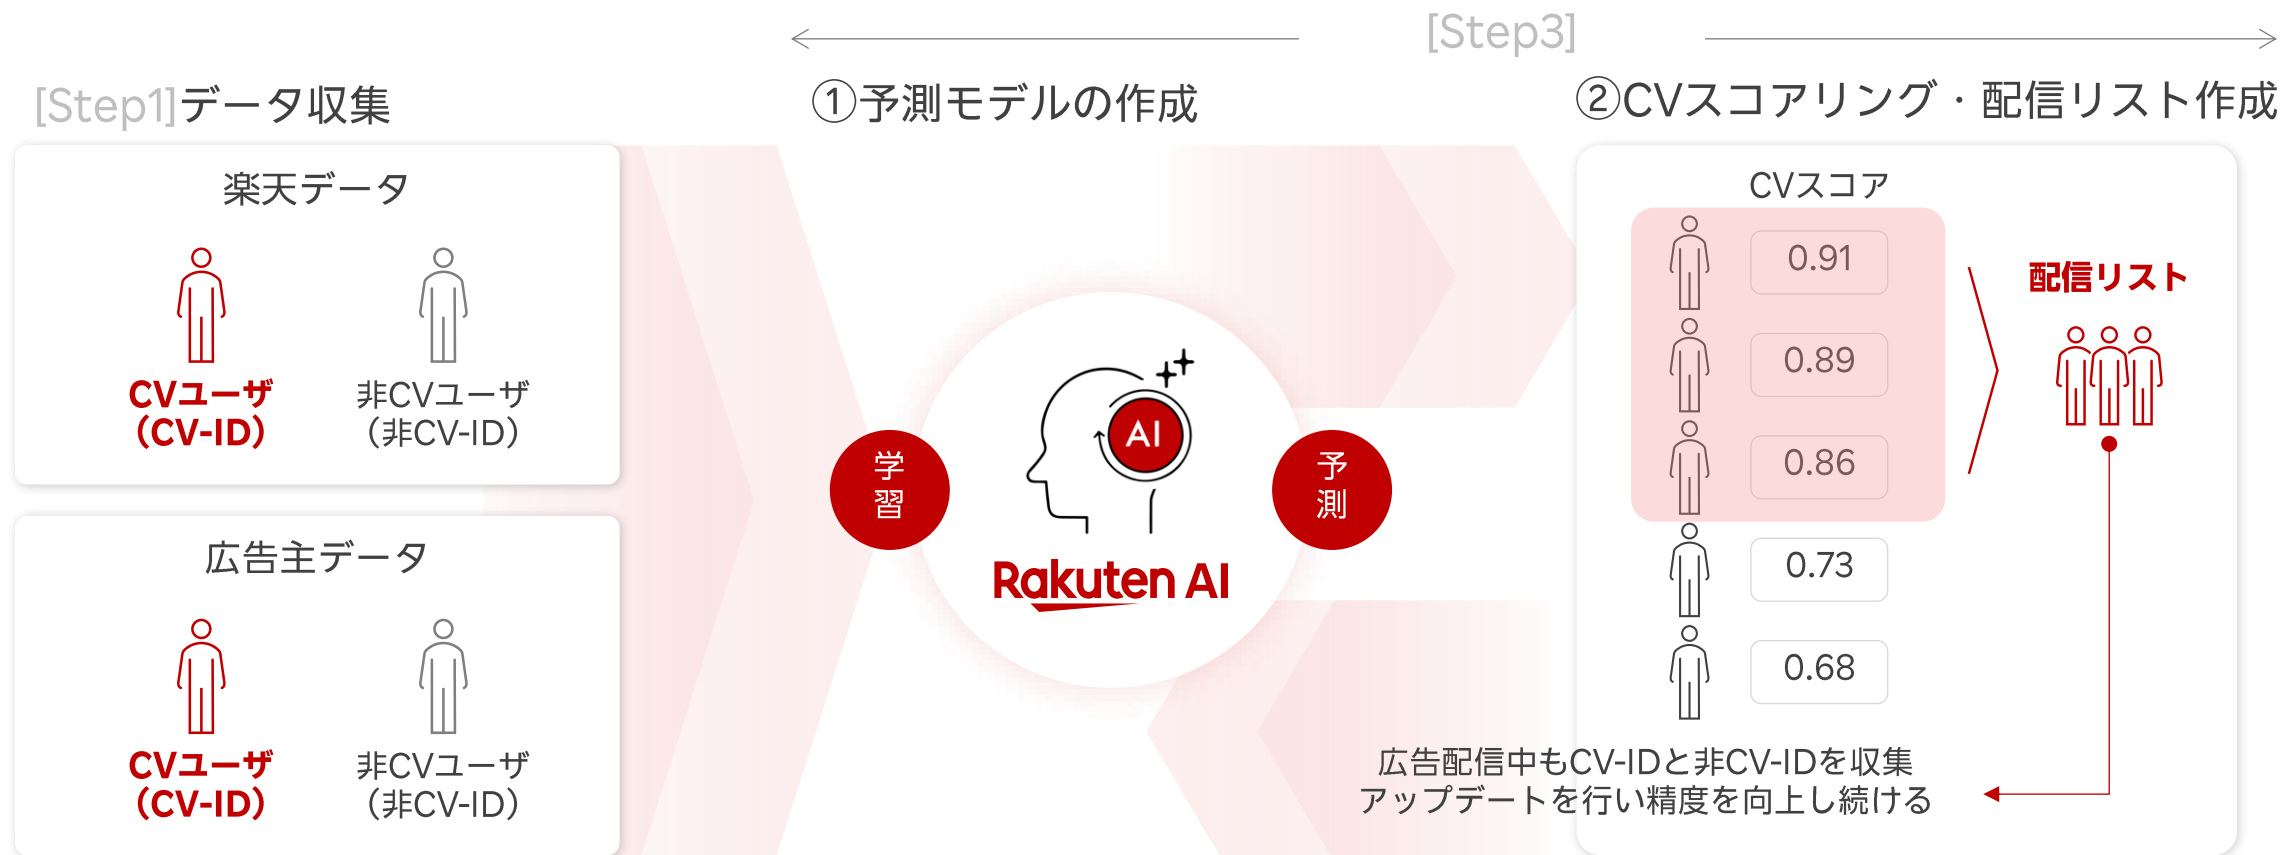 [Step3]
[Step1]データ収集
①予測モデルの作成
②CVスコアリング・配信リスト作成
楽天データ
CVユーザ
（CV-ID）
非CVユーザ
（非CV-ID）
広告主データ
CVユーザ
（CV-ID）
非CVユーザ
（非CV-ID）
学
習
AI
Rakuten AI
予
測
CVスコア
0.91
0.89
0.86
0.73
0.68
配信リスト
広告配信中もCV-IDと非CV-IDを収集
アップデートを行い精度を向上し続ける